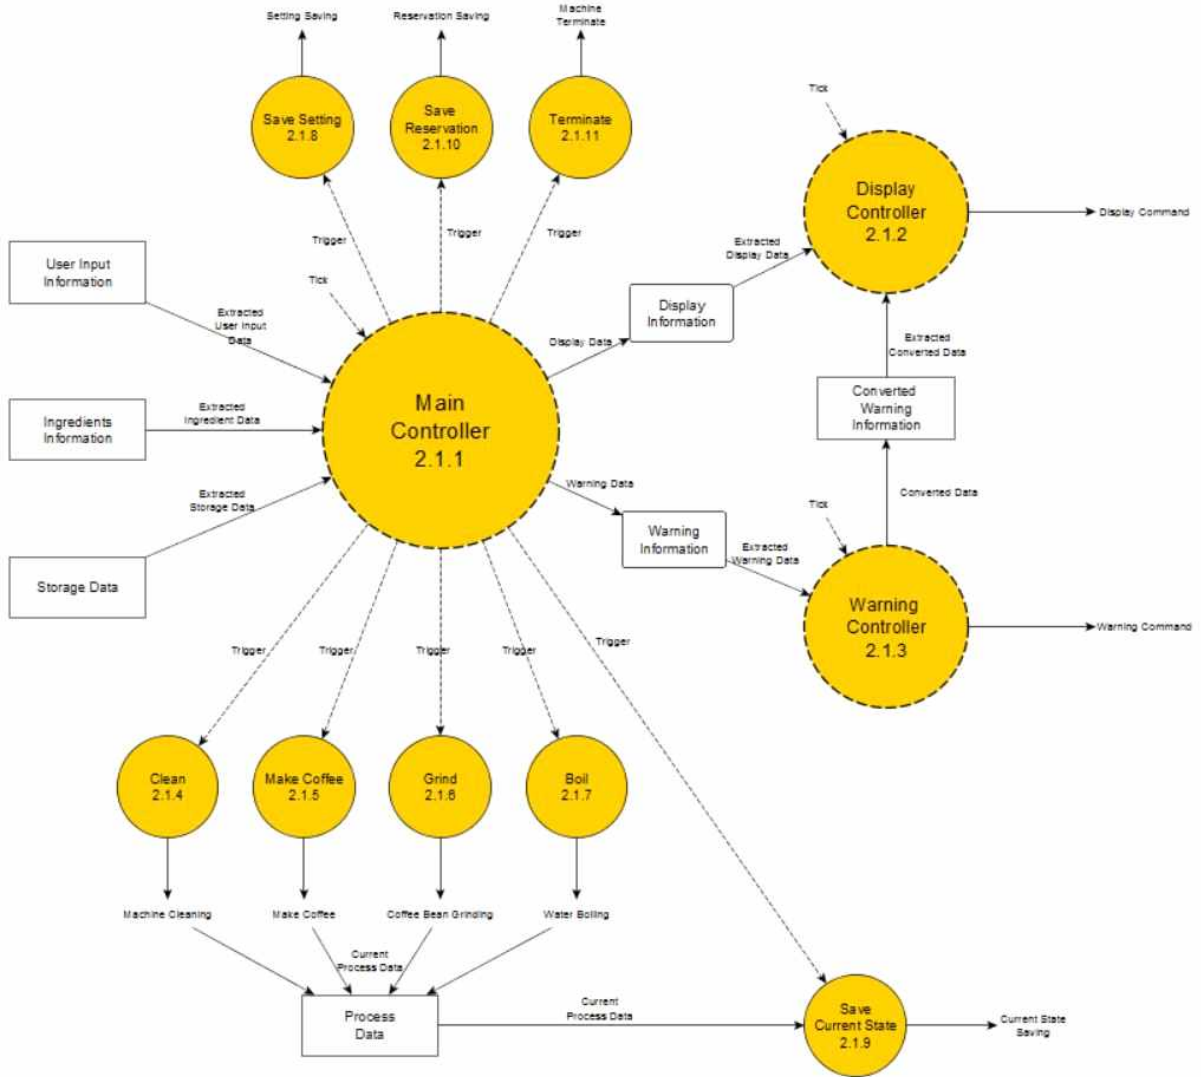 Setting Saving
Reservation Saving
Machine
Terminate
Save Setting
2.1.8
Save
Reservation
2.1.10
Terminate
2.1.11
Tick
Display
Controller
2.1.2
Display Command
Trigger
Trigger
Trigger
User Input
Information
Tick
Extracted
Display Data
Extracted
User Input
Data
Display
Information
Display Data
Extracted
Converted Data
Ingredients
Information
Extracted
Ingredient Data
Main
Controller
2.1.1
Converted
Warning
Information
Extracted
Storage Data
Warning Data
Converted Data
Tick
Storage Data
Warning
Information
Extracted
Warning Data
Warning
Controller
2.1.3
Warning Command
Trigger
Trigger
Trigger
Trigger
Trigger
Clean
2.1.4
Make Coffee
2.1.5
Grind
2.1.6
Boil
2.1.7
Machine Cleaning
Make Coffee
Coffee Bean Grinding
Water Boiling
Current
Process Data
Process
Data
Current
Process Data
Save
Current State
2.1.9
Current State
Saving